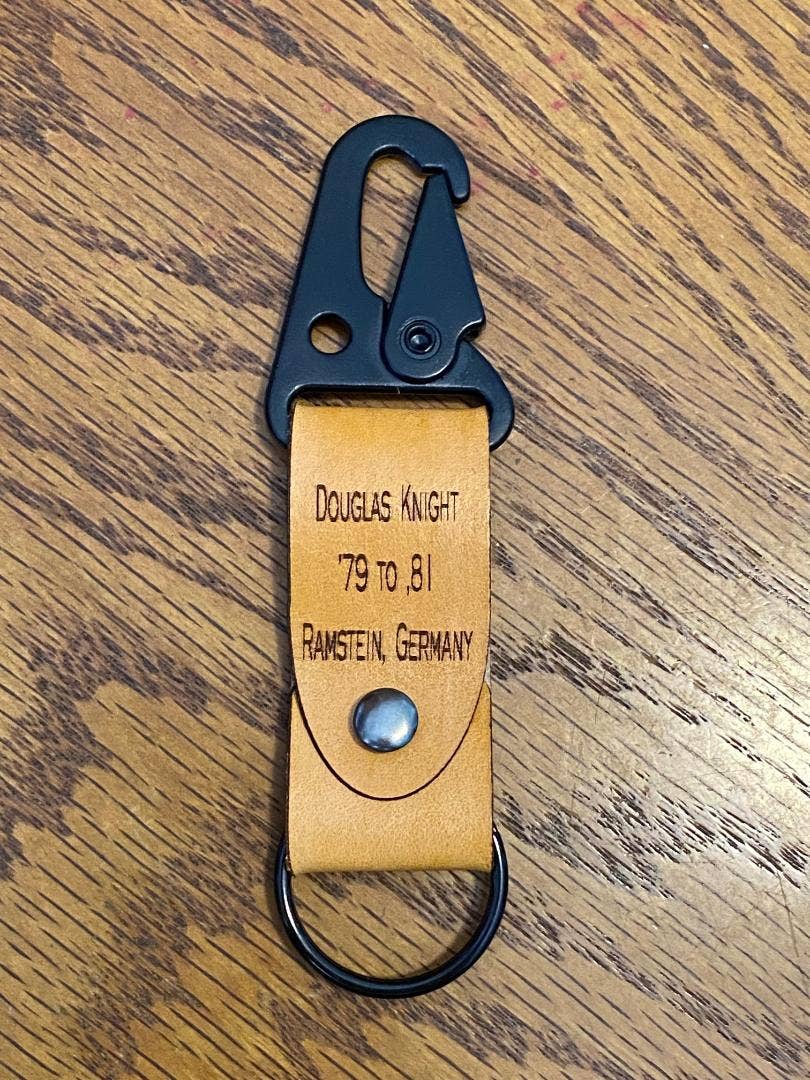 Douglas Knight
'79 to ,81
Ramstein, Germany